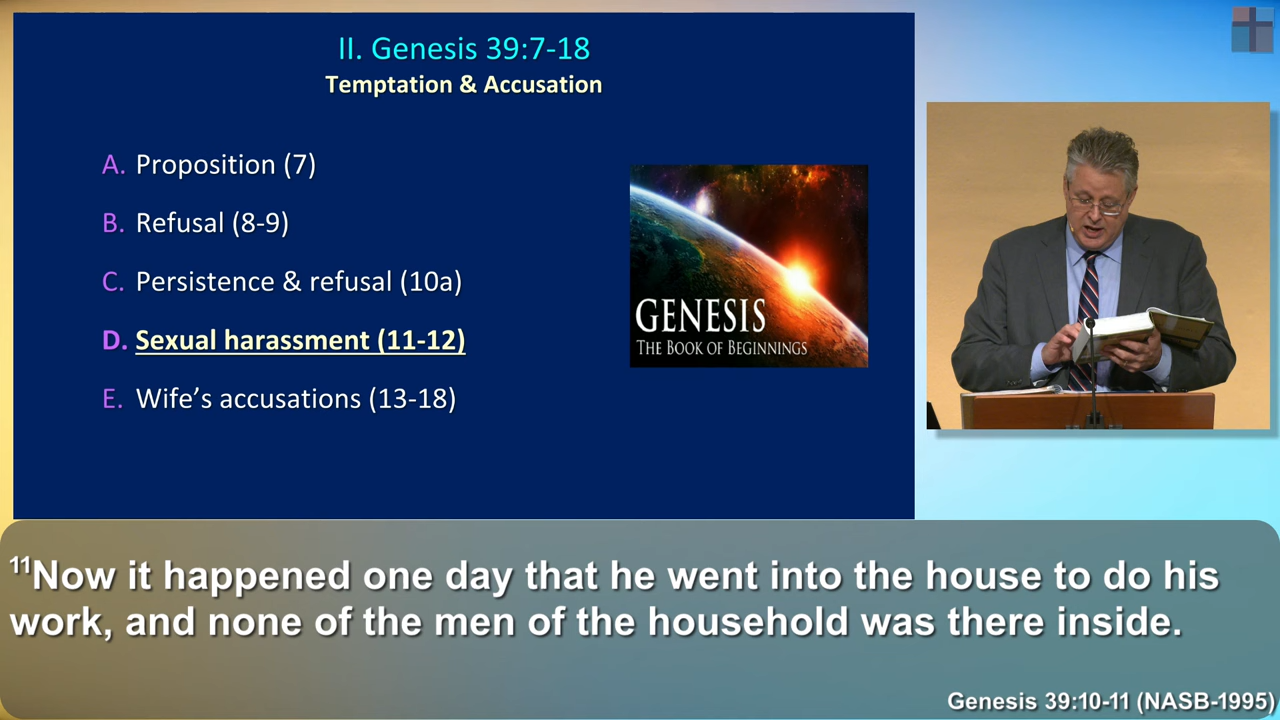 II. Genesis 39:7-18
Temptation & Accusation
A. Proposition (7)
B. Refusal (8-9)
C. Persistence & refusal (10a)
D. Sexual harassment (11-12)
E. Wife’s accusations (13-18)
GENESIS
THE BOOK OF BEGINNINGS
11Now it happened one day that he went into the house to do his
work, and none of the men of the household was there inside.
Genesis 39:10-11 (NASB-1995)